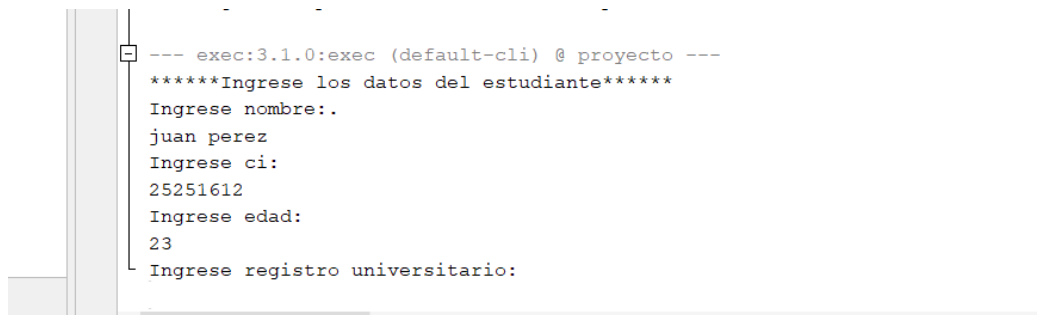 --- exec:3.1.0:exec (default-cli) @ proyecto ---
******Ingrese los datos del estudiante******
Ingrese nombre:.
juan perez
Ingrese ci:
25251612
Ingrese edad:
23
Ingrese registro universitario: